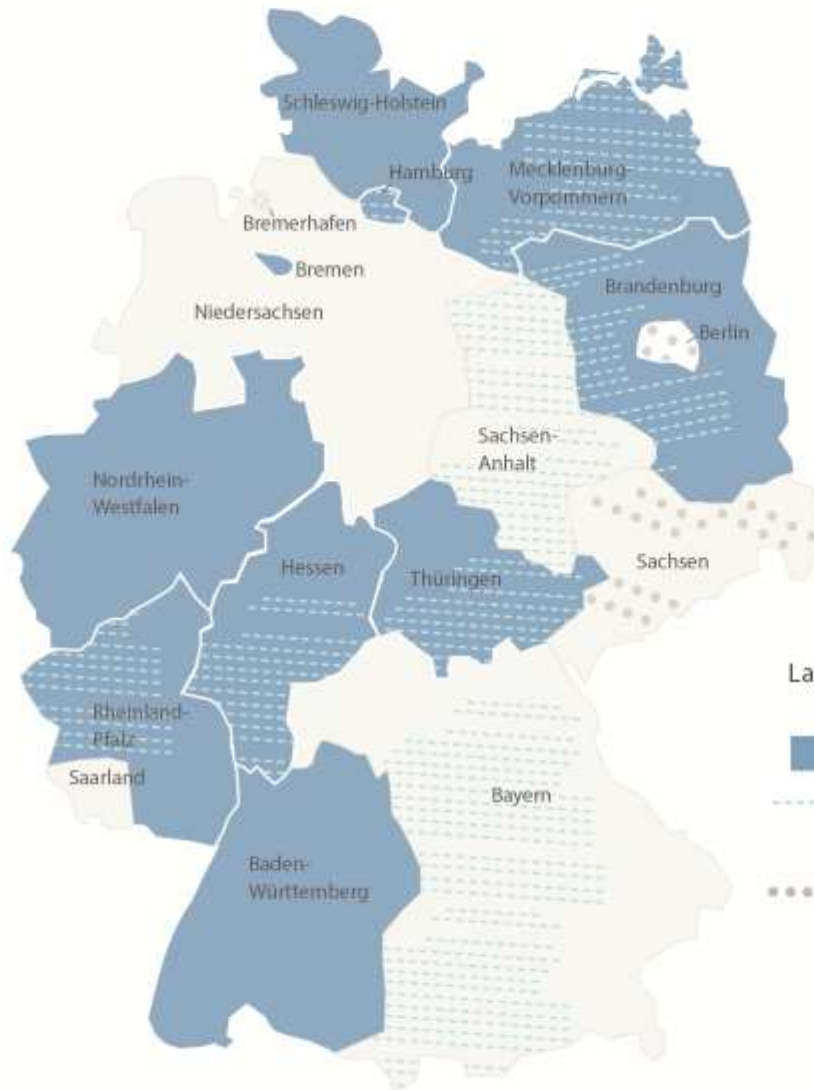 Schleswig-Holstein
Hamburg
Mecklenburg-
Vorpommern
Bremerhafen
Bremen
Niedersachsen
Brandenburg
Berlin
Sachsen-
Anhalt
Nordrhein-
Westfalen
Hessen
Thüringen
Sachsen
La
Rheinland-
Pfalz
Saarland
Bayern
Baden-
Württemberg